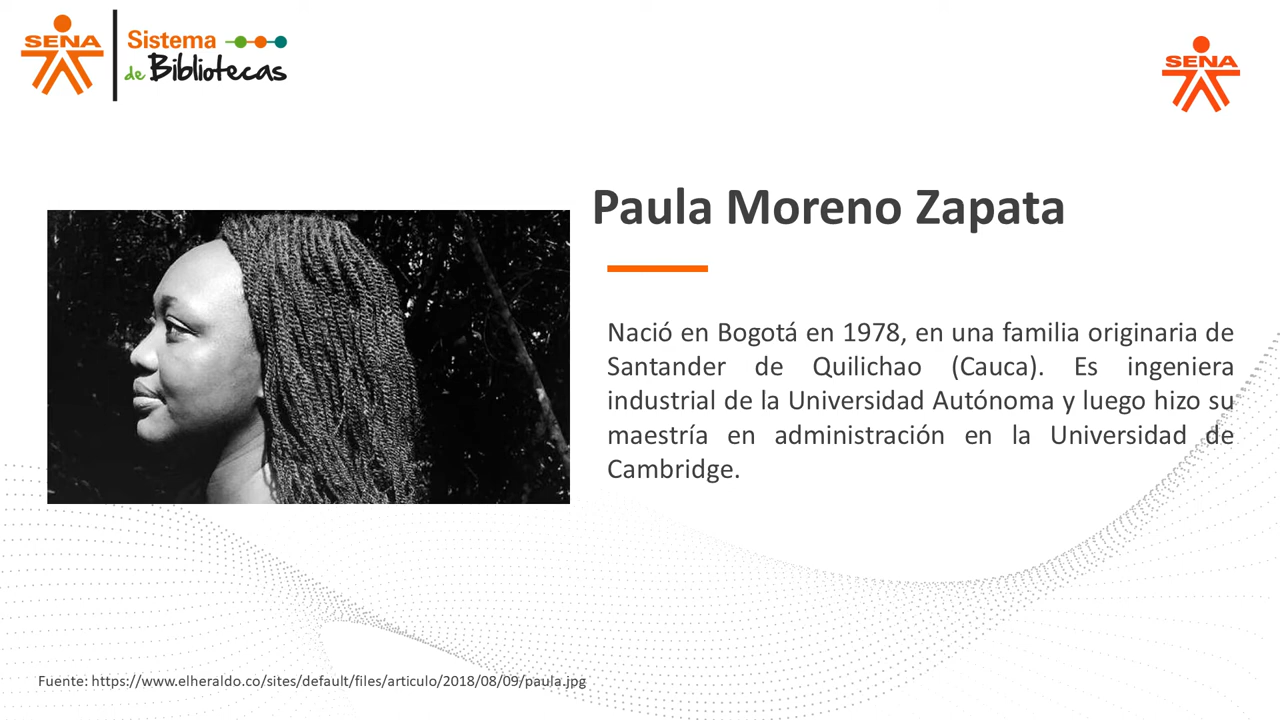 SENA
Sistema
de Bibliotecas
SENA
Paula Moreno Zapata
Nació en Bogotá en 1978, en una familia originaria de
Santander de Quilichao (Cauca). Es ingeniera
industrial de la Universidad Autónoma y luego hizo su
maestría en administración en la Universidad de
Cambridge.
Fuente: https://www.elheraldo.co/sites/default/files/articulo/2018/08/09/paula.jpg